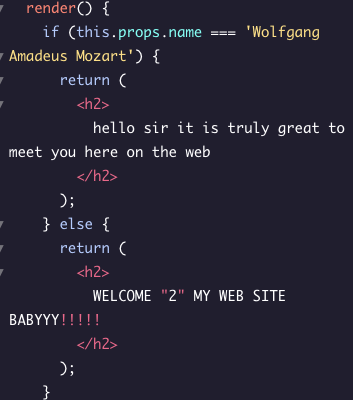 render() {
if (this.props.name === 'Wolfgang
Amadeus Mozart') {
return (
<h2>
hello sir it is truly great to
meet you here on the web
</h2>
);
} else {
return (
<h2>
WELCOME "2" MY WEB SITE
BABYYY!!!!!
</h2>
);
}